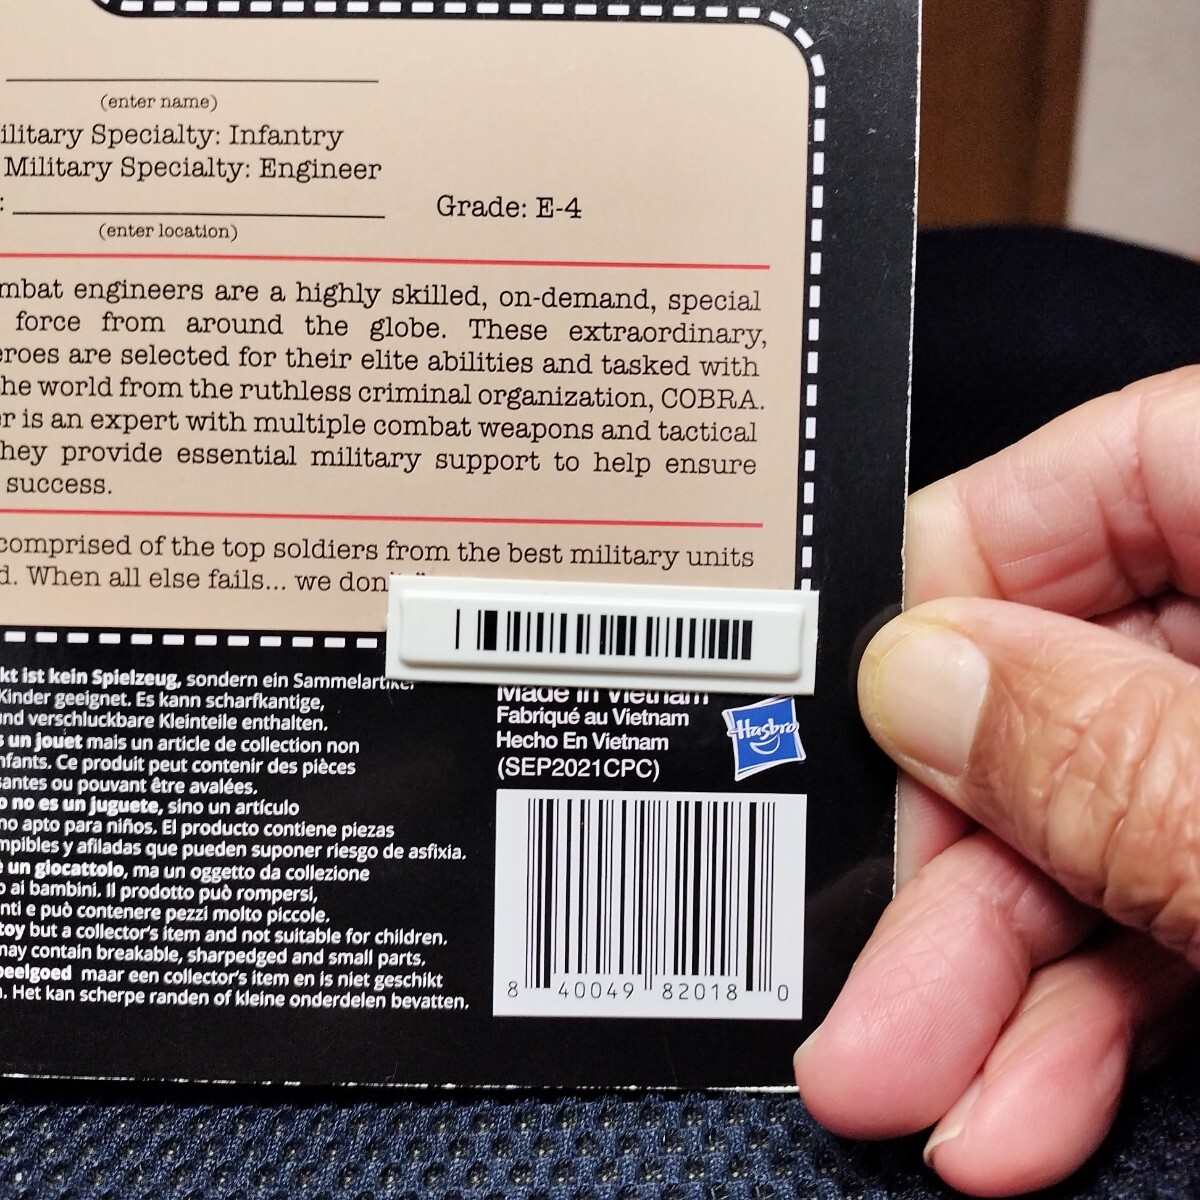 (enter name)
ilitary Specialty: Infantry
Military Specialty: Engineer
: Grade: E-4
(enter location)
mbat engineers are a highly skilled, on-demand, special
force from around the globe. These extraordinary,
eroes are selected for their elite abilities and tasked with
he world from the ruthless criminal organization, COBRA.
r is an expert with multiple combat weapons and tactical
hey provide essential military support to help ensure
success.
comprised of the top soldiers from the best military units
d. When all else fails... we don't."
kt ist kein Spielzeug, sondern ein Sammelartikel
Kinder geeignet. Es kann scharfkantige,
und verschluckbare Kleinteile enthalten.
s un jouet mais un article de collection non
nfants. Ce produit peut contenir des pièces
santes ou pouvant être avalées.
o no es un juguete, sino un artículo
no apto para niños. El producto contiene piezas
mpibles y afiladas que pueden suponer riesgo de asfixia.
è un giocattolo, ma un oggetto da collezione
o ai bambini. Il prodotto può rompersi,
nti e può contenere pezzi molto piccole.
toy but a collector's item and not suitable for children.
may contain breakable, sharpedged and small parts.
peelgoed maar een collector's item en is niet geschikt
n. Het kan scherpe randen of kleine onderdelen bevatten.
Made in Vietnam
Fabriqué au Vietnam
Hecho En Vietnam
(SEP2021CPC)
Hasbro
8 40049 82018 0